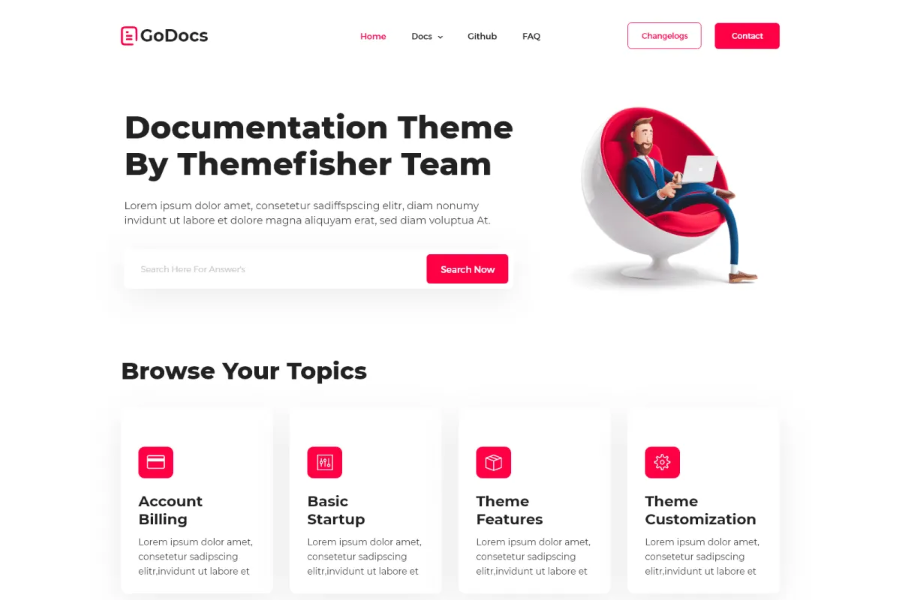 GoDocs
Home Docs Github FAQ
Changelogs Contact
Documentation Theme
By Themefisher Team
Lorem ipsum dolor amet, consetetur sadiffspscing elitr, diam nonumy
invidunt ut labore et dolore magna aliquyam erat, sed diam voluptua At.
Search Here For Answer's
Search Now
Browse Your Topics
Account
Billing
Lorem ipsum dolor amet,
consetetur sadipscing
elitr,invidunt ut labore et
Basic
Startup
Lorem ipsum dolor amet,
consetetur sadipscing
elitr,invidunt ut labore et
Theme
Features
Lorem ipsum dolor amet,
consetetur sadipscing
elitr,invidunt ut labore et
Theme
Customization
Lorem ipsum dolor amet,
consetetur sadipscing
elitr,invidunt ut labore et